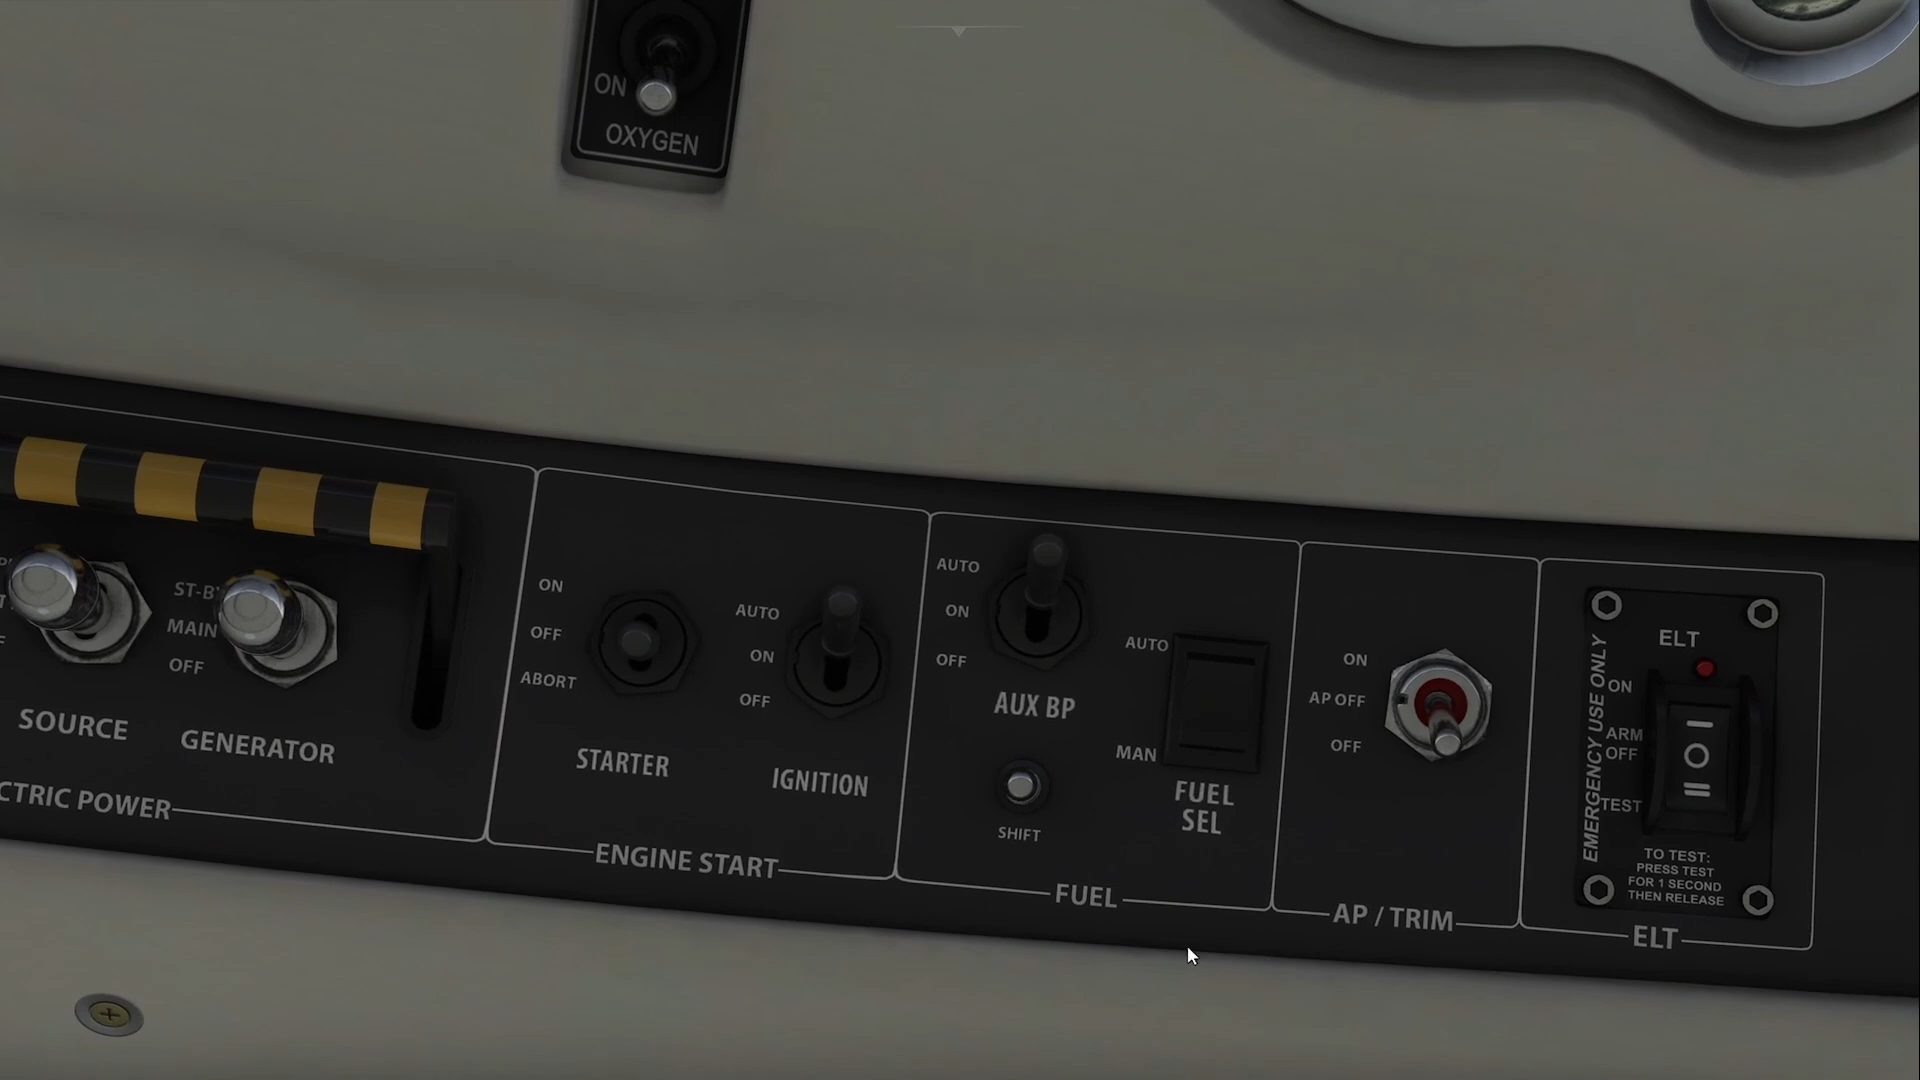 ON
OXYGEN
ST-B
MAIN
OFF
SOURCE
GENERATOR
CTRIC POWER
ON
OFF
ABORT
STARTER
AUTO
ON
OFF
IGNITION
ENGINE START
AUTO
ON
OFF
AUX BP
SHIFT
AUTO
MAN
FUEL
SEL
FUEL
ON
AP OFF
OFF
AP / TRIM
ELT
EMERGENCY USE ONLY
ON
ARM
OFF
TEST
TO TEST:
PRESS TEST
FOR 1 SECOND
THEN RELEASE
ELT